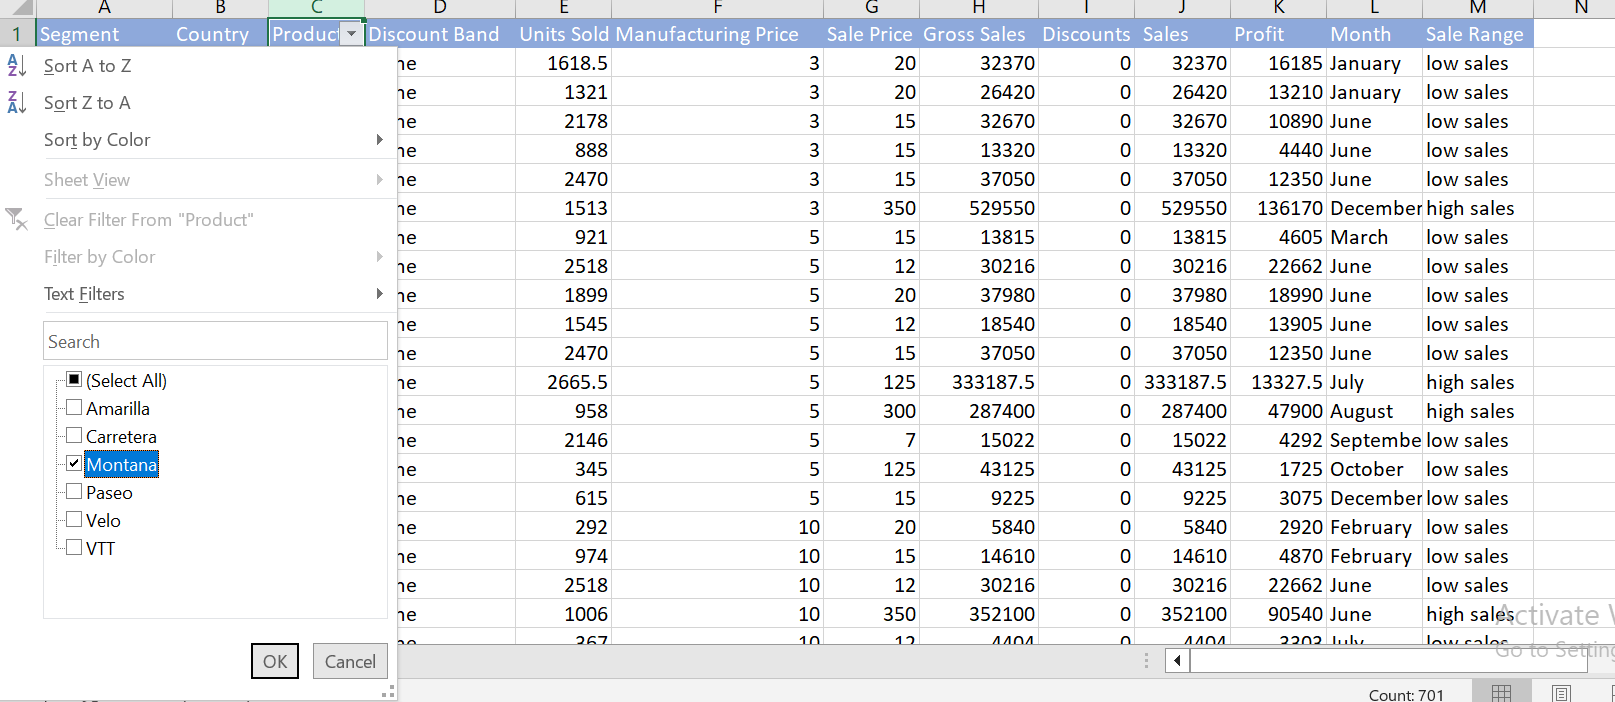 A B C D E F G H I J K L M N
1 Segment Country Product Discount Band Units Sold Manufacturing Price Sale Price Gross Sales Discounts Sales Profit Month Sale Range
Sort A to Z
Sort Z to A
Sort by Color
Sheet View
Clear Filter From "Product"
Filter by Color
Text Filters
Search
(Select All)
Amarilla
Carretera
Montana
Paseo
Velo
VTT
OK Cancel
ne 1618.5 3 20 32370 0 32370 16185 January low sales
ne 1321 3 20 26420 0 26420 13210 January low sales
ne 2178 3 15 32670 0 32670 10890 June low sales
ne 888 3 15 13320 0 13320 4440 June low sales
ne 2470 3 15 37050 0 37050 12350 June low sales
ne 1513 3 350 529550 0 529550 136170 December high sales
ne 921 5 15 13815 0 13815 4605 March low sales
ne 2518 5 12 30216 0 30216 22662 June low sales
ne 1899 5 20 37980 0 37980 18990 June low sales
ne 1545 5 12 18540 0 18540 13905 June low sales
ne 2470 5 15 37050 0 37050 12350 June low sales
ne 2665.5 5 125 333187.5 0 333187.5 13327.5 July high sales
ne 958 5 300 287400 0 287400 47900 August high sales
ne 2146 5 7 15022 0 15022 4292 Septembe low sales
ne 345 5 125 43125 0 43125 1725 October low sales
ne 615 5 15 9225 0 9225 3075 December low sales
ne 292 10 20 5840 0 5840 2920 February low sales
ne 974 10 15 14610 0 14610 4870 February low sales
ne 2518 10 12 30216 0 30216 22662 June low sales
ne 1006 10 350 352100 0 352100 90540 June high sales
ne 367 10 12 4404 0 4404 3303 July low sales
Activate W
Go to Setting
Count: 701